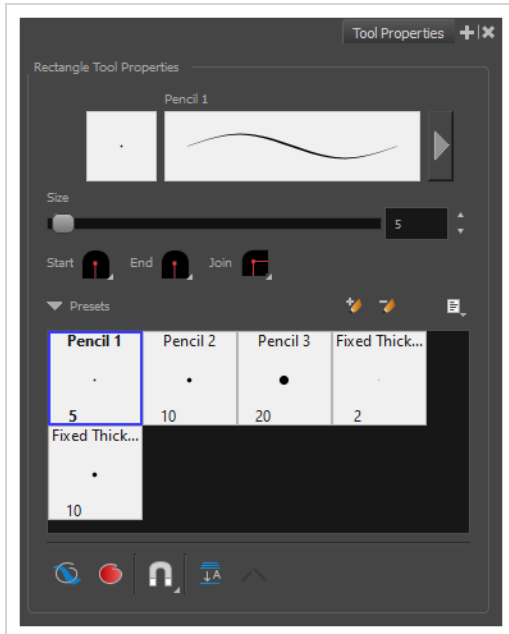 Tool Properties
Rectangle Tool Properties
Pencil 1
Size
5
Start End Join
Presets
Pencil 1 Pencil 2 Pencil 3 Fixed Thick...
5 10 20 2
Fixed Thick...
10
A